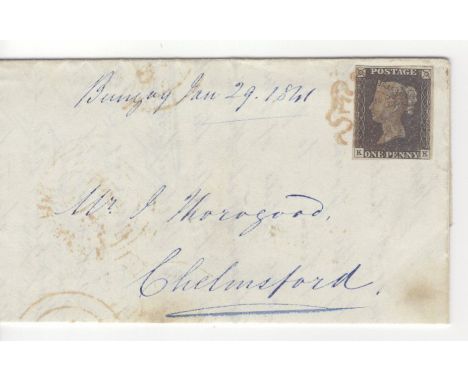 Bungay Jan 29. 1841
POSTAGE
K K
ONE PENNY
Mr J Thorogood,
Chelmsford.